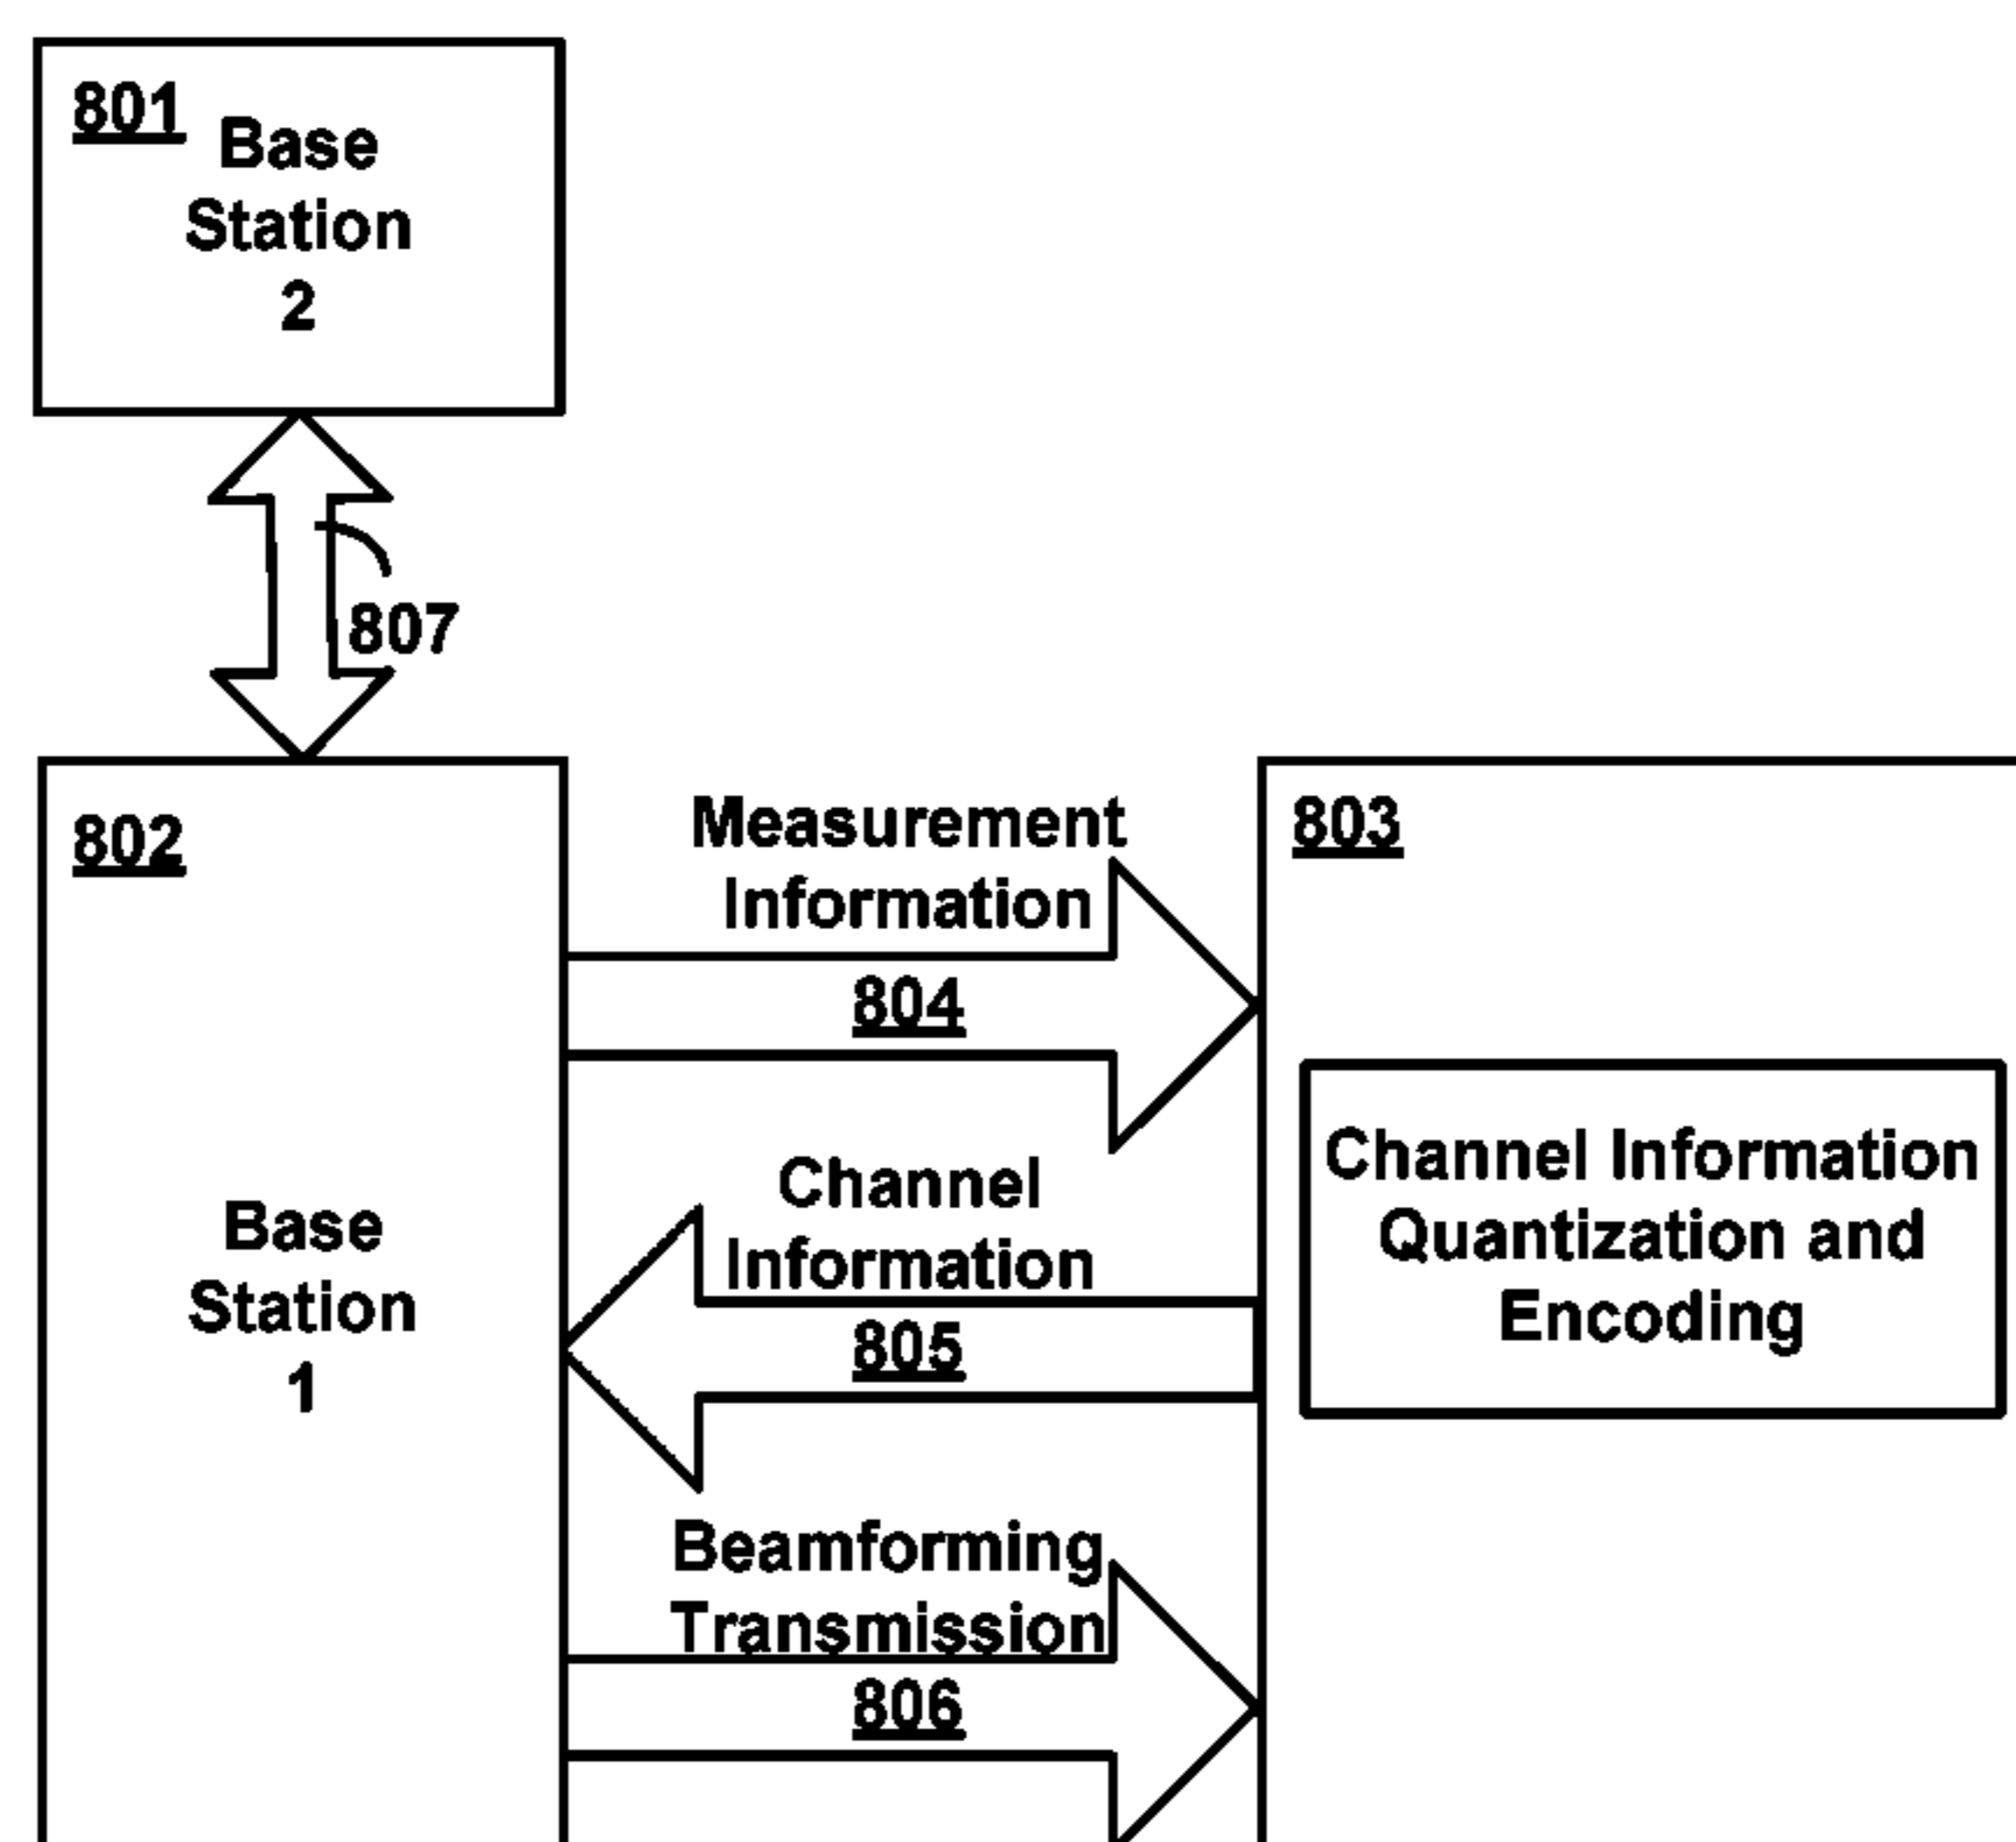 801
Base
Station
2
807
802
Base
Station
1
Measurement
Information
804
Channel
Information
805
Beamforming
Transmission
806
803
Channel Information
Quantization and
Encoding